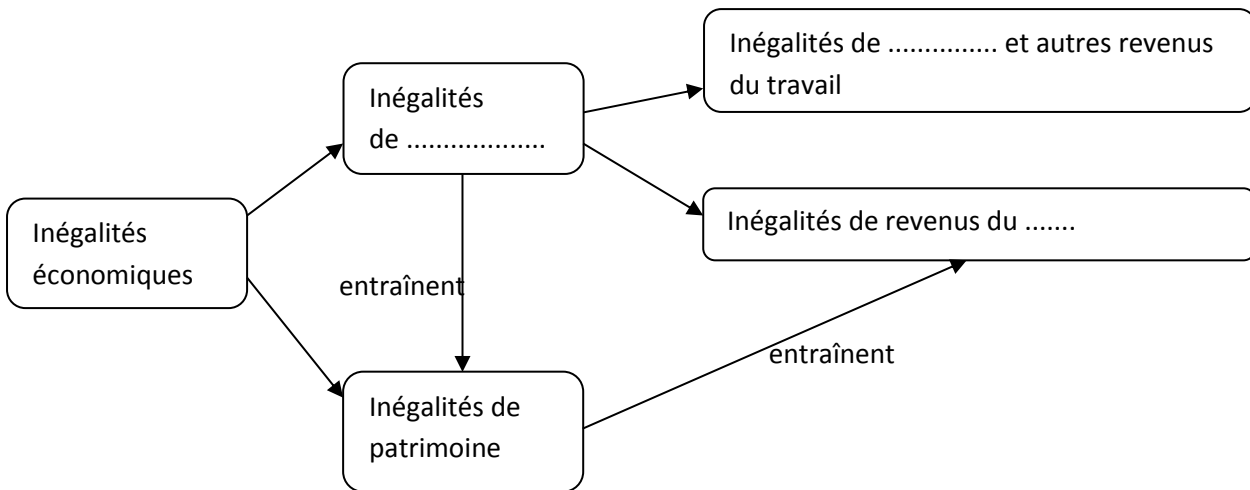 Inégalités de ............... et autres revenus
du travail
Inégalités
de ...................
Inégalités de revenus du .......
Inégalités
économiques
entraînent
entraînent
Inégalités de
patrimoine